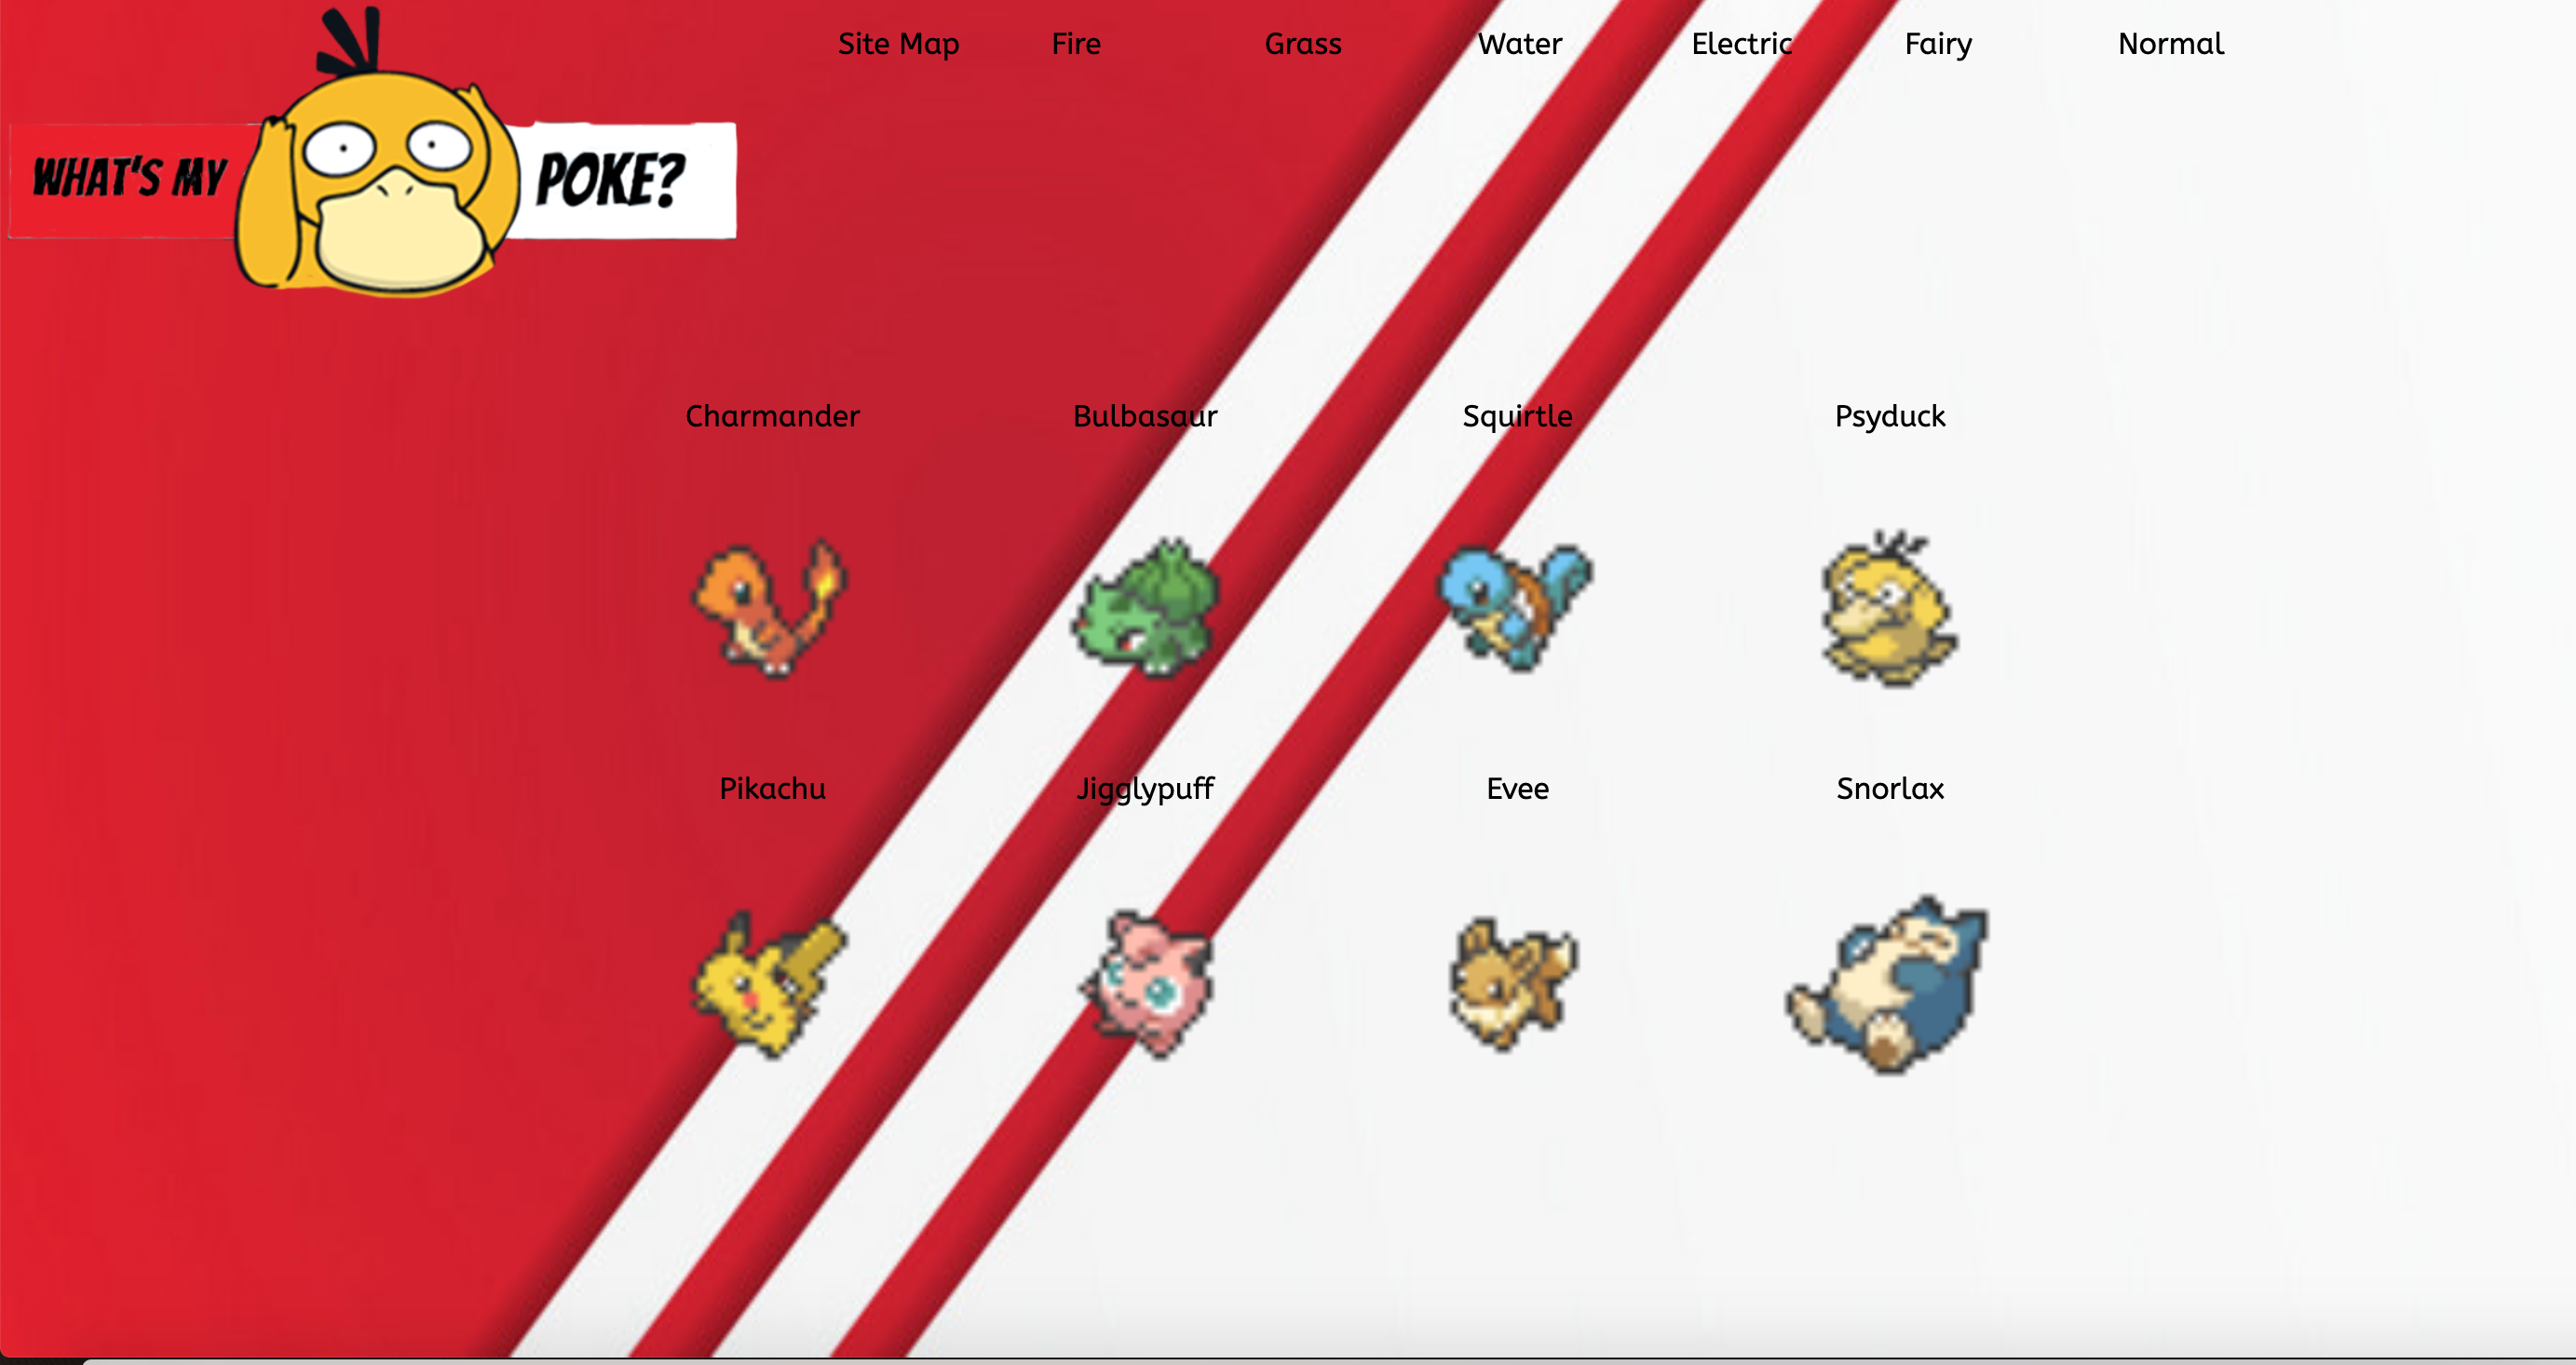 Site Map Fire Grass Water Electric Fairy Normal
WHAT'S MY POKE?
Charmander Bulbasaur Squirtle Psyduck
Pikachu Jigglypuff Evee Snorlax